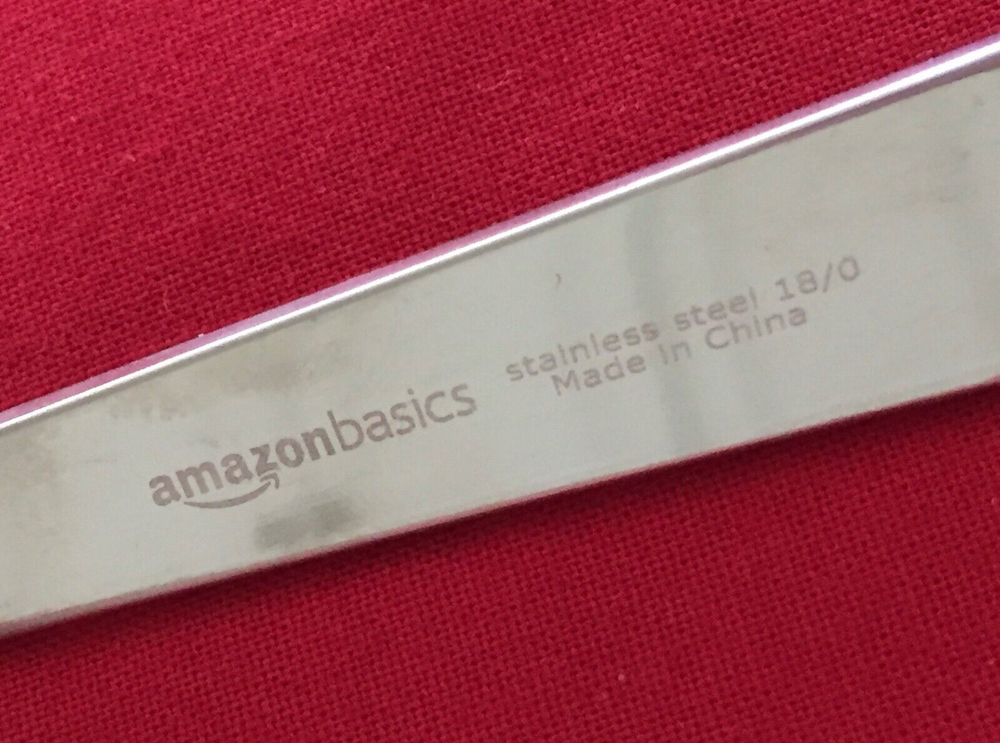 amazonbasics
stainless steel 18/0
Made in China